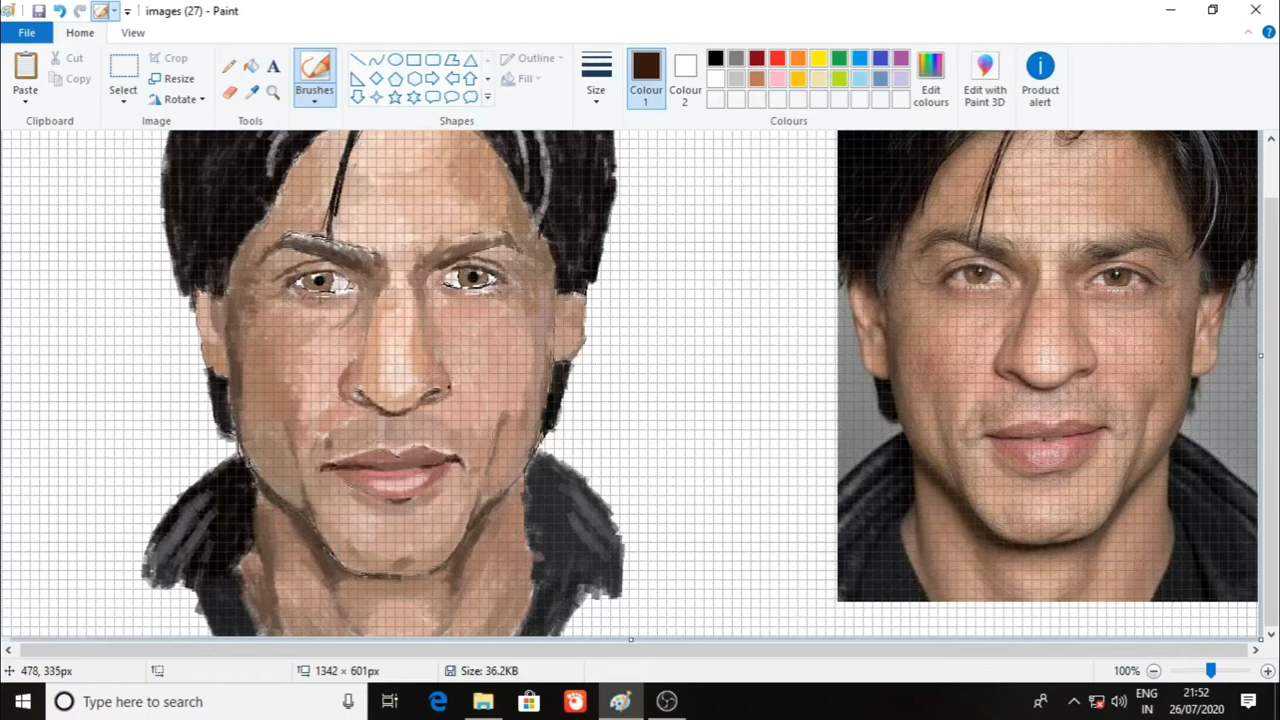 images (27) - Paint
File Home View
Paste
Cut
Copy
Clipboard
Select
Crop
Resize
Rotate
Image
A
Tools
Brushes
Shapes
Outline
Fill
Size
Colour 1
Colour 2
Edit colours
Colours
Edit with Paint 3D
Product alert
478, 335px
1342 × 601px
Size: 36.2KB
100%
Type here to search
ENG
IN
21:52
26/07/2020